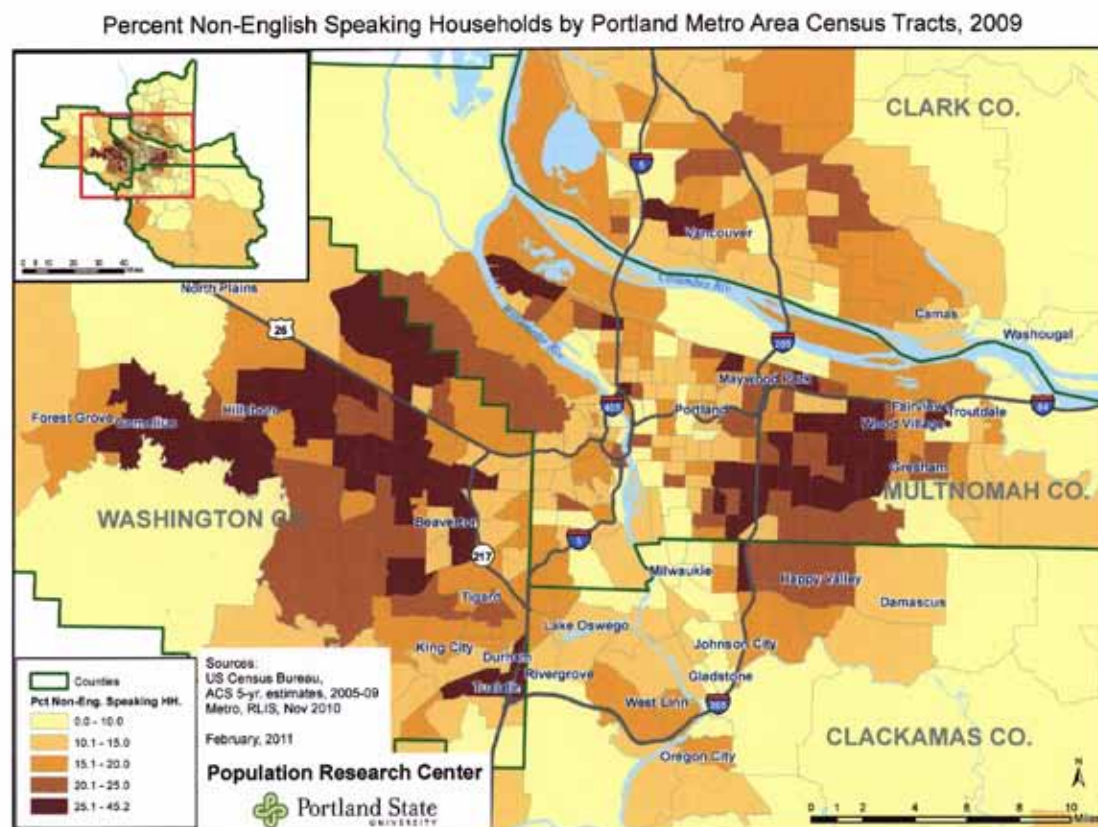 Percent Non-English Speaking Households by Portland Metro Area Census Tracts, 2009
CLARK CO.
5
Vancouver
North Plains
26
Columbia Riv
205
Camas
Washougal
Maywood Park
405
Portland
Fairview
Wood Village
Troutdale
84
Forest Grove
Cornelius
Hillsboro
Gresham
MULTNOMAH CO.
WASHINGTON CO.
Beaverton
217
5
Milwaukie
Happy Valley
Damascus
Tigard
Lake Oswego
King City
Durham
Rivergrove
Johnson City
Gladstone
Tualatin
West Linn
205
Oregon City
CLACKAMAS CO.
Counties
Pct Non-Eng. Speaking HH.
0.0 - 10.0
10.1 - 15.0
15.1 - 20.0
20.1 - 25.0
25.1 - 45.2
Sources:
US Census Bureau,
ACS 5-yr. estimates, 2005-09
Metro, RLIS, Nov 2010
February, 2011
Population Research Center
Portland State
UNIVERSITY
N
0 2 4 6 8 10
Miles